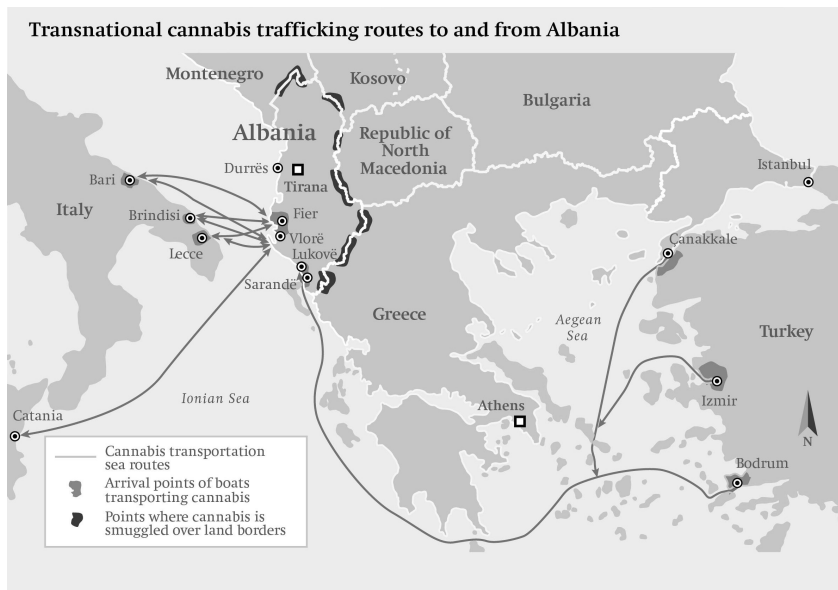 Transnational cannabis trafficking routes to and from Albania
Montenegro
Kosovo
Bulgaria
Albania
Republic of
North
Macedonia
Durrës
Tirana
Istanbul
Bari
Italy
Brindisi
Fier
Lecce
Vlorë
Lukovë
Sarandë
Çanakkale
Greece
Aegean
Sea
Turkey
Ionian Sea
Athens
Izmir
Catania
N
Bodrum
Cannabis transportation
sea routes
Arrival points of boats
transporting cannabis
Points where cannabis is
smuggled over land borders